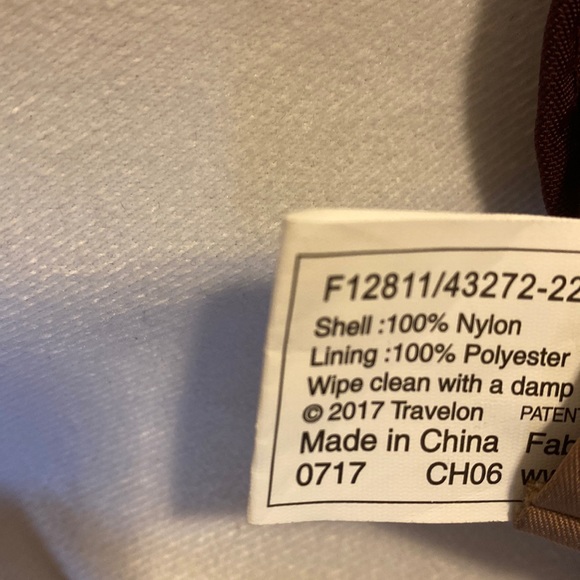 F12811/43272-22
Shell :100% Nylon
Lining :100% Polyester
Wipe clean with a damp
© 2017 Travelon PATENT
Made in China
0717 CH06